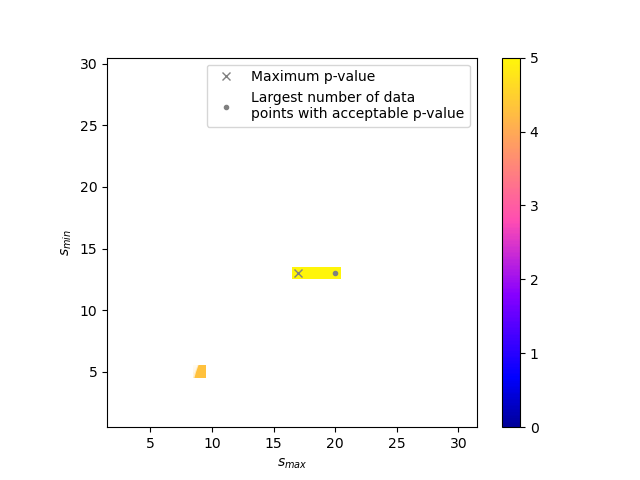 30
25
20
15
10
5
s_min
5 10 15 20 25 30
s_max
Maximum p-value
Largest number of data
points with acceptable p-value
5
4
3
2
1
0